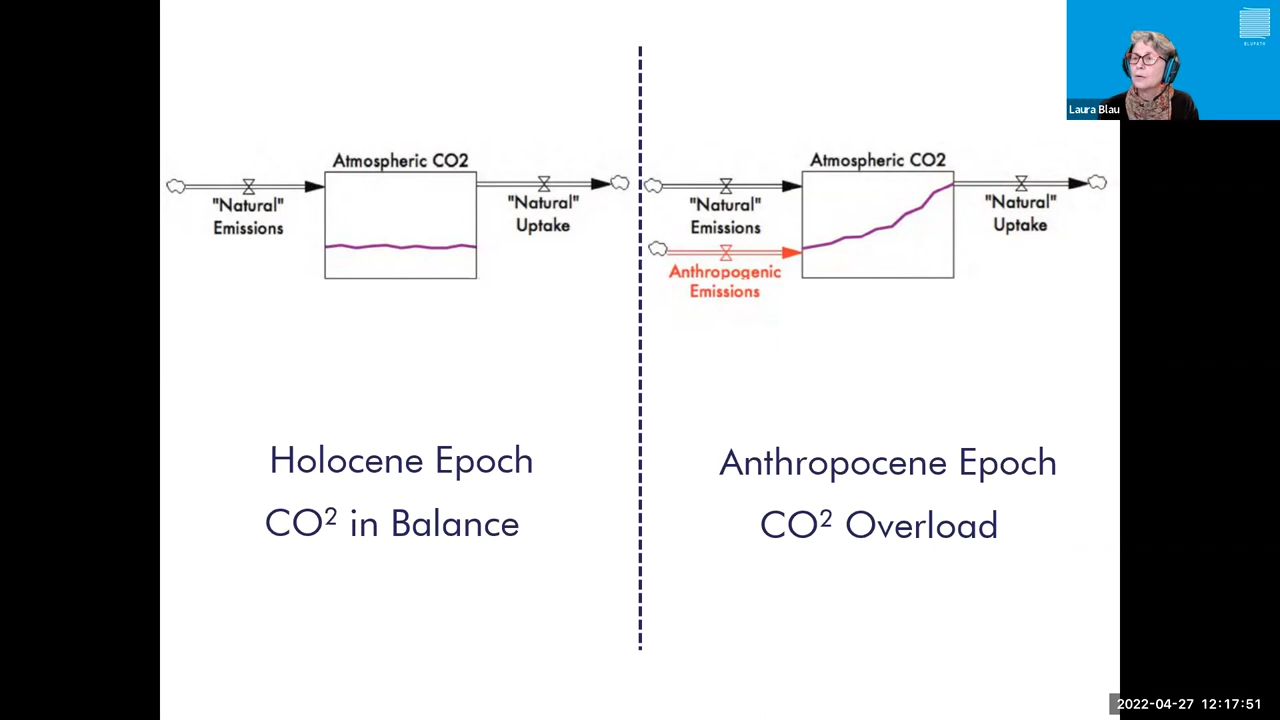 Atmospheric CO2
"Natural"
Emissions
"Natural"
Uptake
Holocene Epoch
CO² in Balance
Atmospheric CO2
"Natural"
Emissions
Anthropogenic
Emissions
"Natural"
Uptake
Anthropocene Epoch
CO² Overload
BLUPATH
Laura Blau
2022-04-27 12:17:51